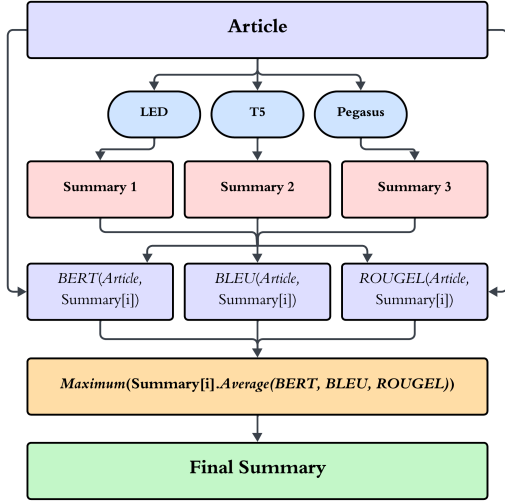 Article
LED
T5
Pegasus
Summary 1
Summary 2
Summary 3
BERT(Article,
Summary[i])
BLEU(Article,
Summary[i])
ROUGEL(Article,
Summary[i])
Maximum(Summary[i].Average(BERT, BLEU, ROUGEL))
Final Summary